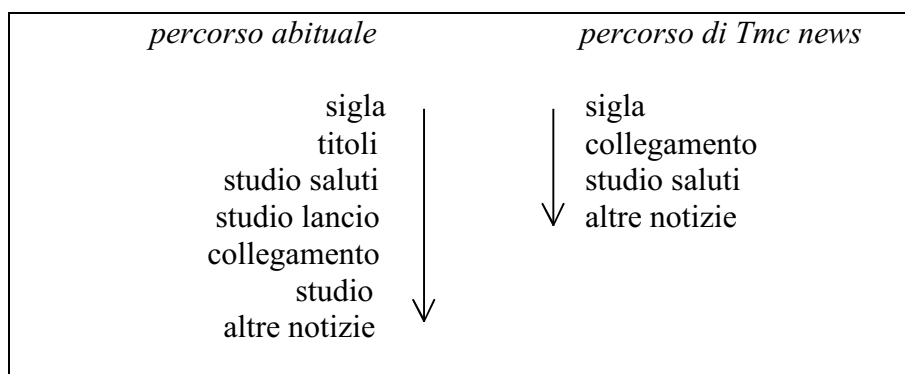 percorso abituale
percorso di Tmc news
sigla
titoli
studio saluti
studio lancio
collegamento
studio
altre notizie
sigla
collegamento
studio saluti
altre notizie